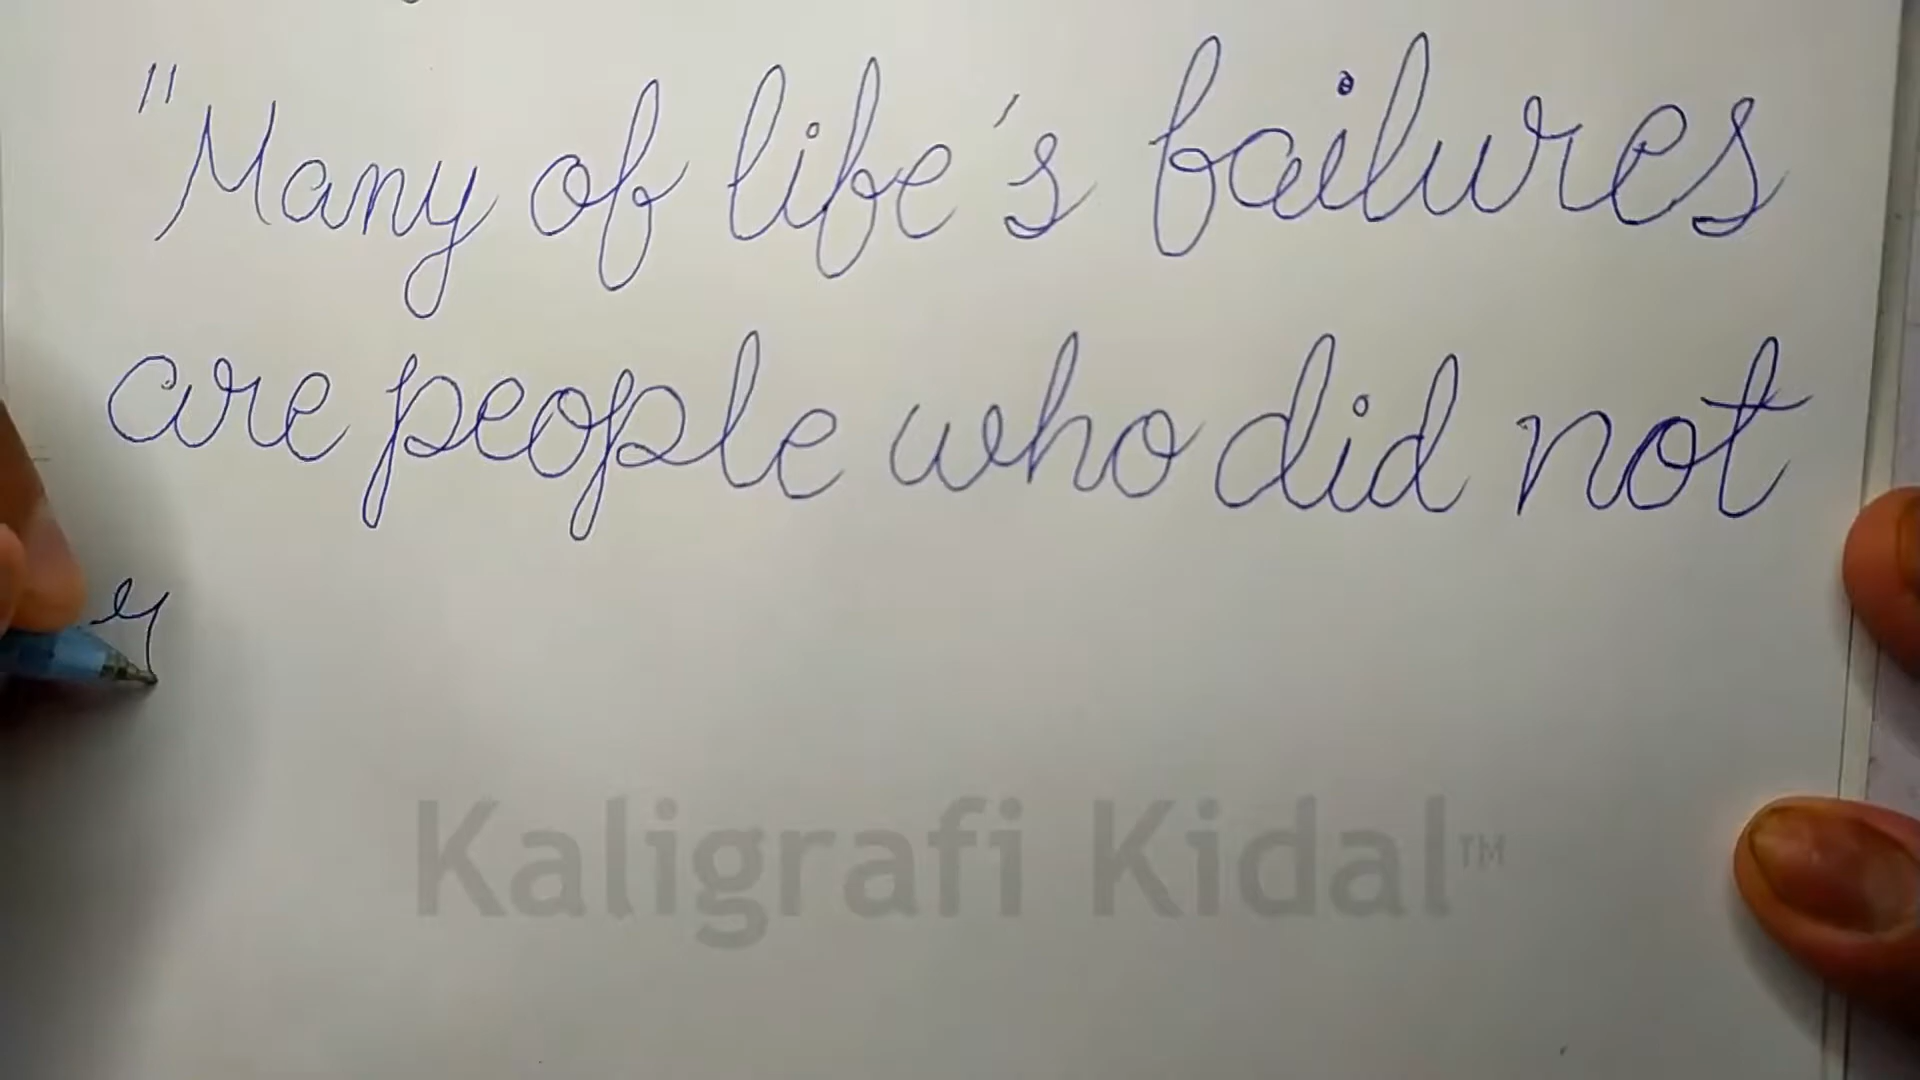 "Many of life's failures
are people who did not
Kaligrafi Kidal™